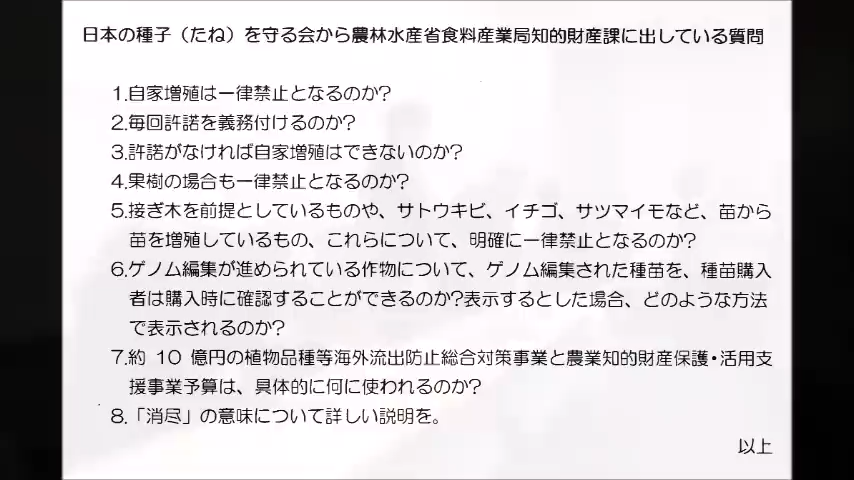 日本の種子（たね）を守る会から農林水産省食料産業局知的財産課に出している質問
1.自家増殖は一律禁止となるのか?
2.毎回許諾を義務付けるのか?
3.許諾がなければ自家増殖はできないのか?
4.果樹の場合も一律禁止となるのか?
5.接ぎ木を前提としているものや、サトウキビ、イチゴ、サツマイモなど、苗から
苗を増殖しているもの、これらについて、明確に一律禁止となるのか?
6.ゲノム編集が進められている作物について、ゲノム編集された種苗を、種苗購入
者は購入時に確認することができるのか?表示するとした場合、どのような方法
で表示されるのか?
7.約 10 億円の植物品種等海外流出防止総合対策事業と農業知的財産保護・活用支
援事業予算は、具体的に何に使われるのか?
8.「消尽」の意味について詳しい説明を。
以上